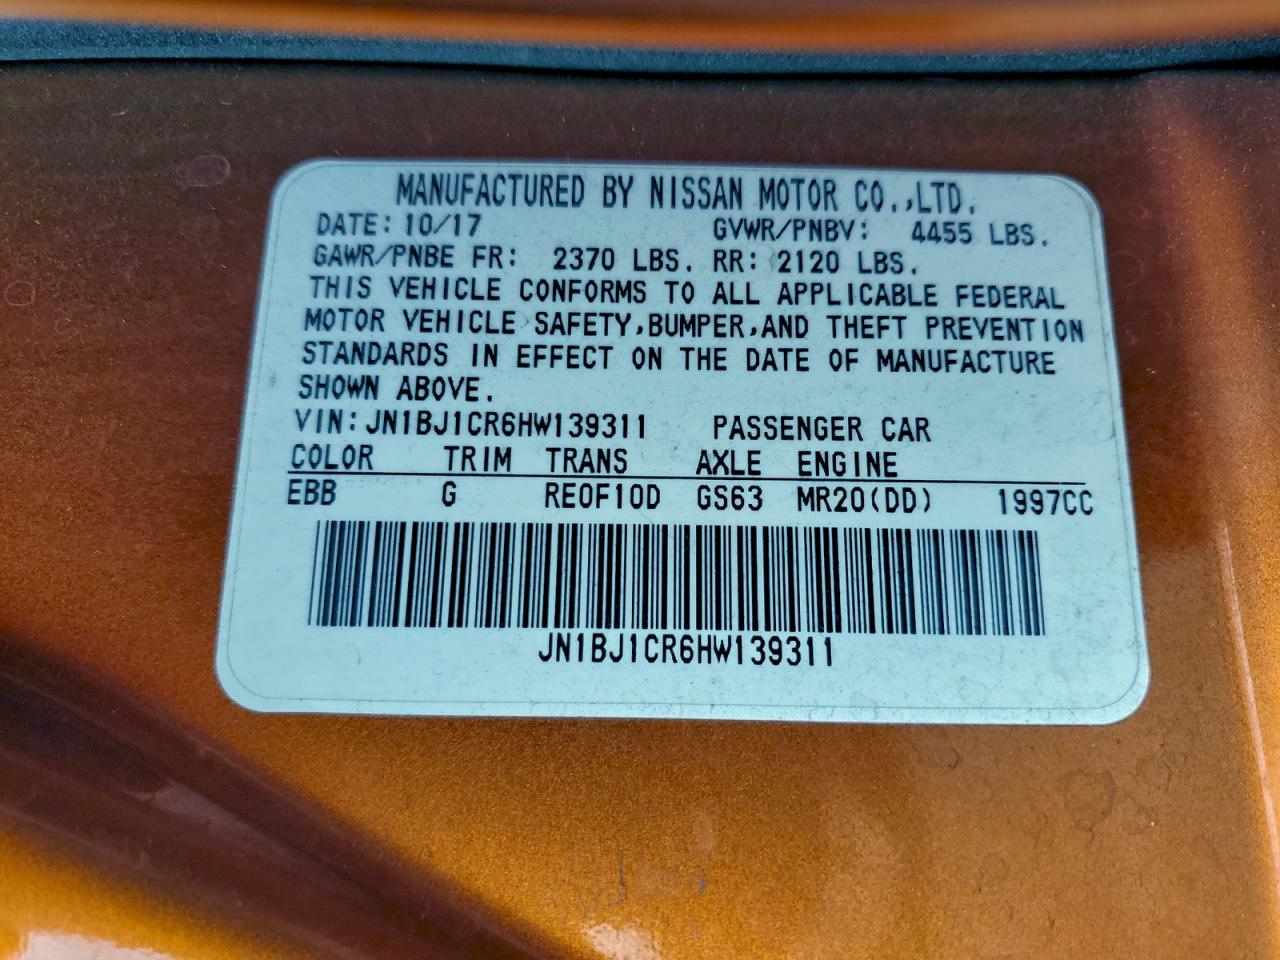 MANUFACTURED BY NISSAN MOTOR CO.,LTD.
DATE: 10/17 GVWR/PNBV: 4455 LBS.
GAWR/PNBE FR: 2370 LBS. RR: 2120 LBS.
THIS VEHICLE CONFORMS TO ALL APPLICABLE FEDERAL
MOTOR VEHICLE SAFETY,BUMPER,AND THEFT PREVENTION
STANDARDS IN EFFECT ON THE DATE OF MANUFACTURE
SHOWN ABOVE.
VIN: JN1BJ1CR6HW139311 PASSENGER CAR
COLOR TRIM TRANS AXLE ENGINE
EBB G RE0F10D GS63 MR20(DD) 1997CC
JN1BJ1CR6HW139311